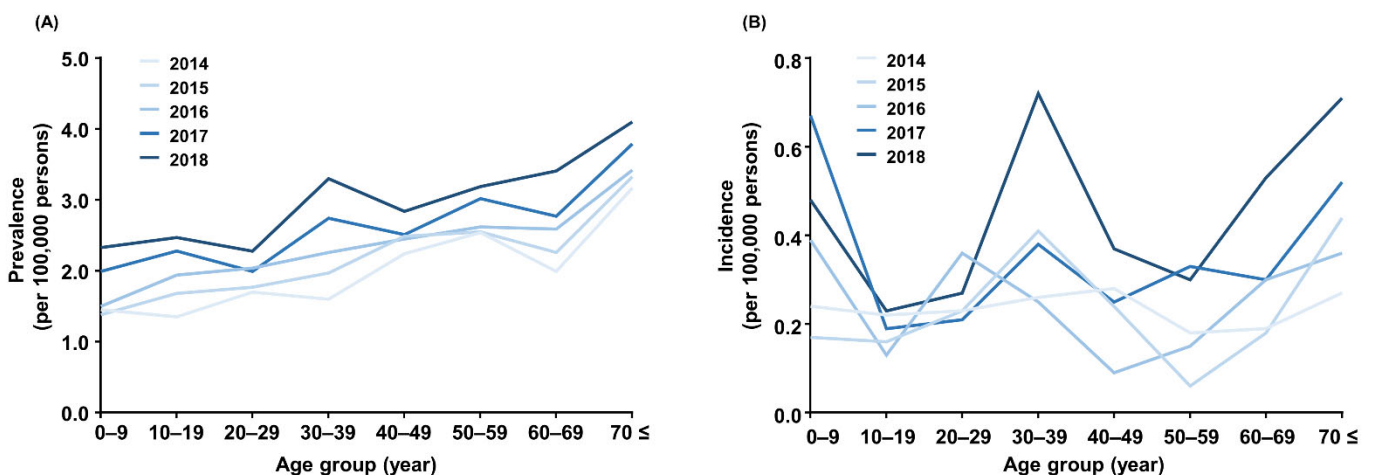 (A)
Prevalence
(per 100,000 persons)
5.0
4.0
3.0
2.0
1.0
0.0
2014
2015
2016
2017
2018
0–9 10–19 20–29 30–39 40–49 50–59 60–69 70 ≤
Age group (year)
(B)
Incidence
(per 100,000 persons)
0.8
0.6
0.4
0.2
0.0
2014
2015
2016
2017
2018
0–9 10–19 20–29 30–39 40–49 50–59 60–69 70 ≤
Age group (year)